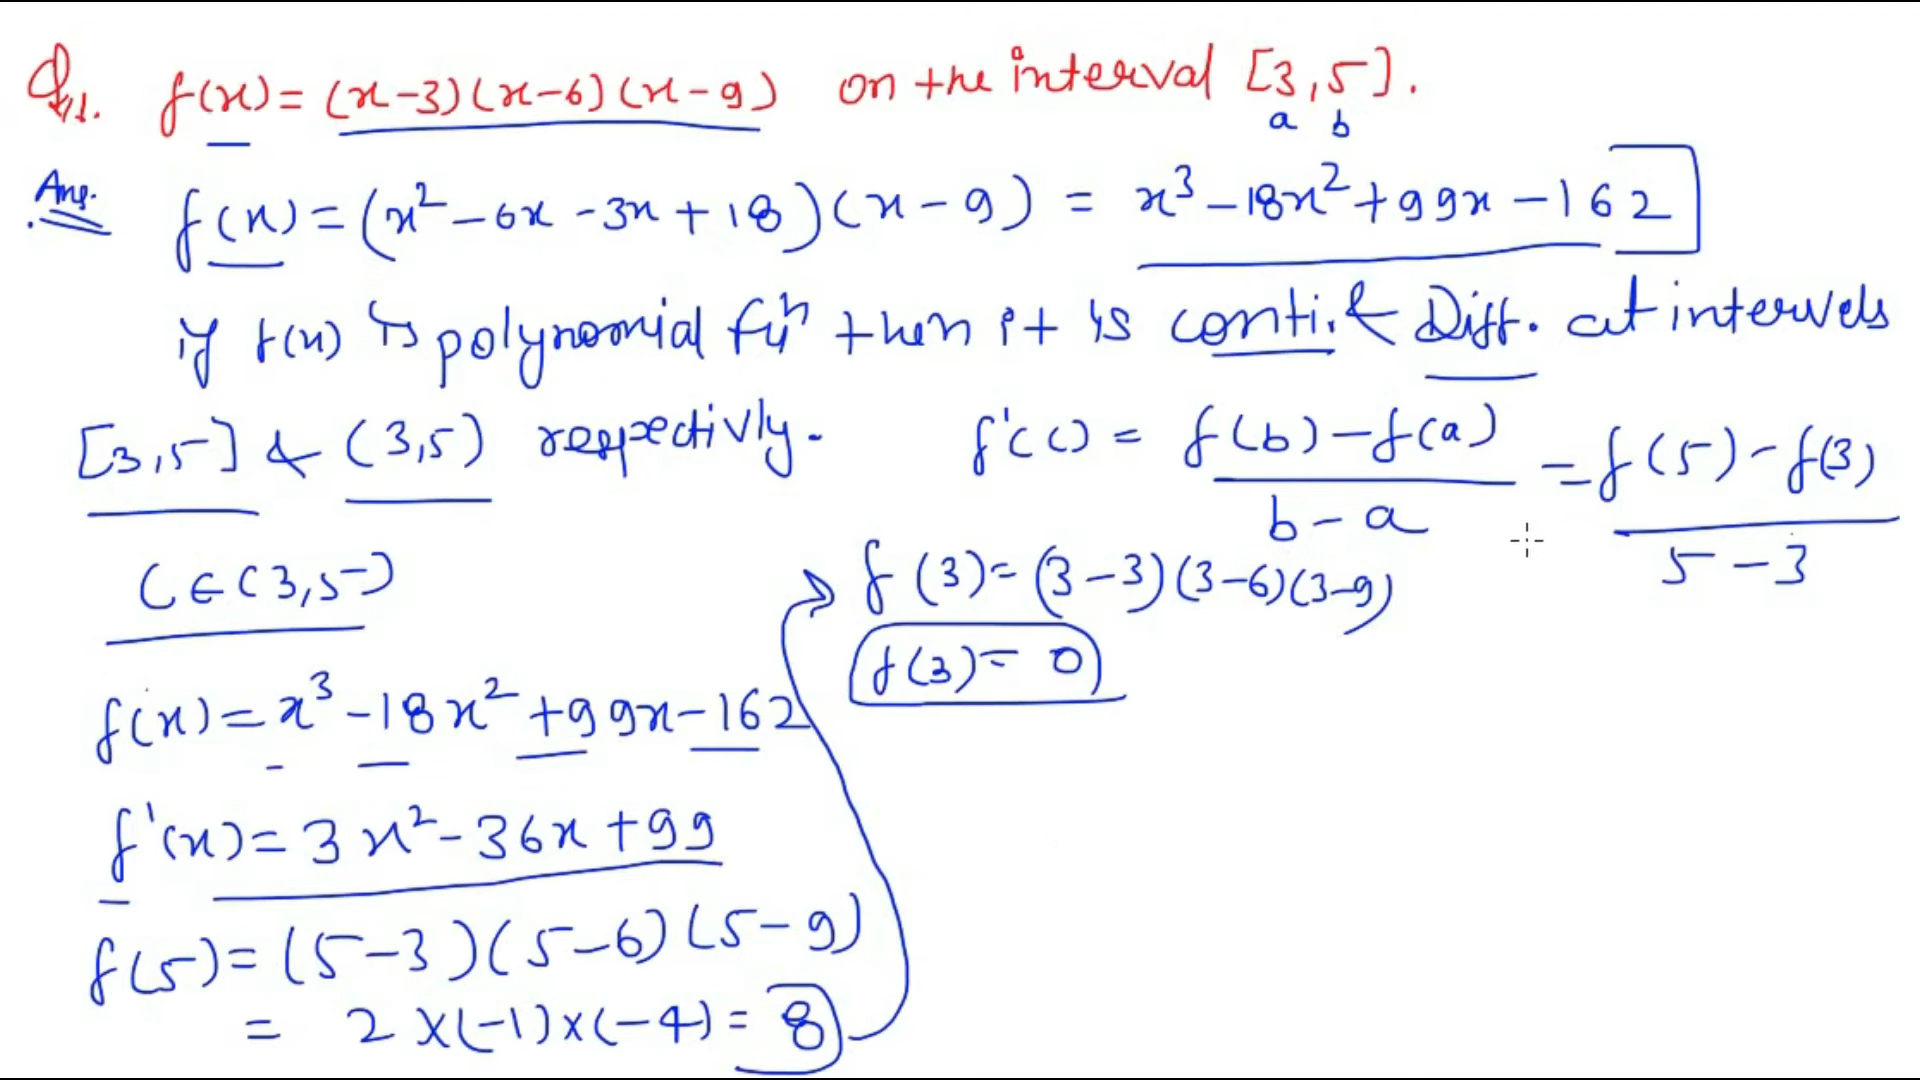 Q1. f(x) = (x-3)(x-6)(x-9) on the interval [3,5].
a b
Ans. f(x) = (x² - 6x - 3x + 18)(x - 9) = x³ - 18x² + 99x - 162
if f(x) is polynomial fuⁿ then it is conti. & Diff. at intervals
[3,5] & (3,5) respectivly. f'(c) = f(b) - f(a) / b - a = f(5) - f(3) / 5 - 3
C ∈ (3,5)
f(3) = (3-3)(3-6)(3-9)
f(3) = 0
f(x) = x³ - 18x² + 99x - 162
f'(x) = 3x² - 36x + 99
f(5) = (5-3)(5-6)(5-9)
= 2 X(-1)x(-4) = 8